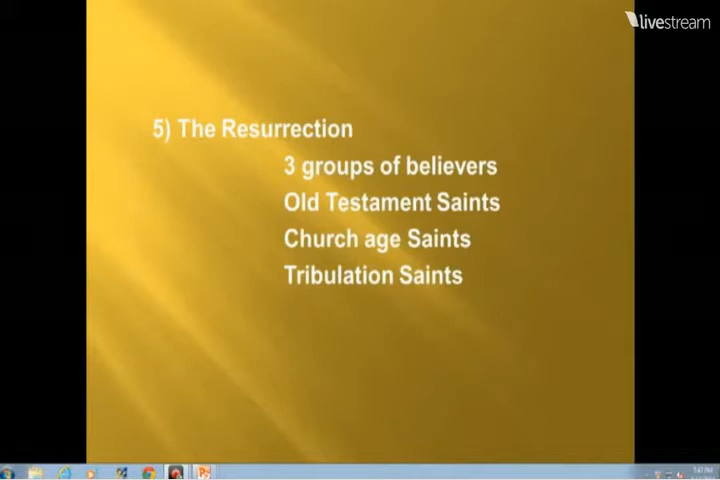 livestream
5) The Resurrection
3 groups of believers
Old Testament Saints
Church age Saints
Tribulation Saints